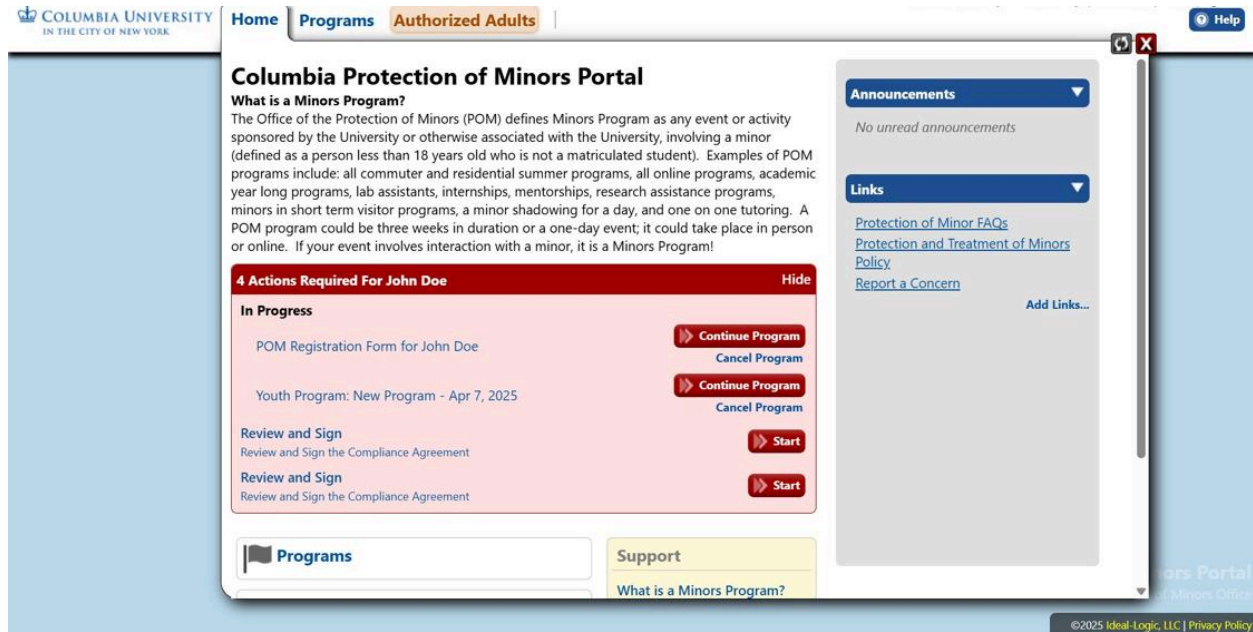 COLUMBIA UNIVERSITY
IN THE CITY OF NEW YORK
Home
Programs
Authorized Adults
Help
X
Columbia Protection of Minors Portal
What is a Minors Program?
The Office of the Protection of Minors (POM) defines Minors Program as any event or activity
sponsored by the University or otherwise associated with the University, involving a minor
(defined as a person less than 18 years old who is not a matriculated student). Examples of POM
programs include: all commuter and residential summer programs, all online programs, academic
year long programs, lab assistants, internships, mentorships, research assistance programs,
minors in short term visitor programs, a minor shadowing for a day, and one on one tutoring. A
POM program could be three weeks in duration or a one-day event; it could take place in person
or online. If your event involves interaction with a minor, it is a Minors Program!
4 Actions Required For John Doe
Hide
In Progress
POM Registration Form for John Doe
Continue Program
Cancel Program
Youth Program: New Program - Apr 7, 2025
Continue Program
Cancel Program
Review and Sign
Review and Sign the Compliance Agreement
Start
Review and Sign
Review and Sign the Compliance Agreement
Start
Programs
Support
What is a Minors Program?
Announcements
No unread announcements
Links
Protection of Minor FAQs
Protection and Treatment of Minors
Policy
Report a Concern
Add Links...
ors Portal
of Minors Office
©2025 Ideal-Logic, LLC | Privacy Policy